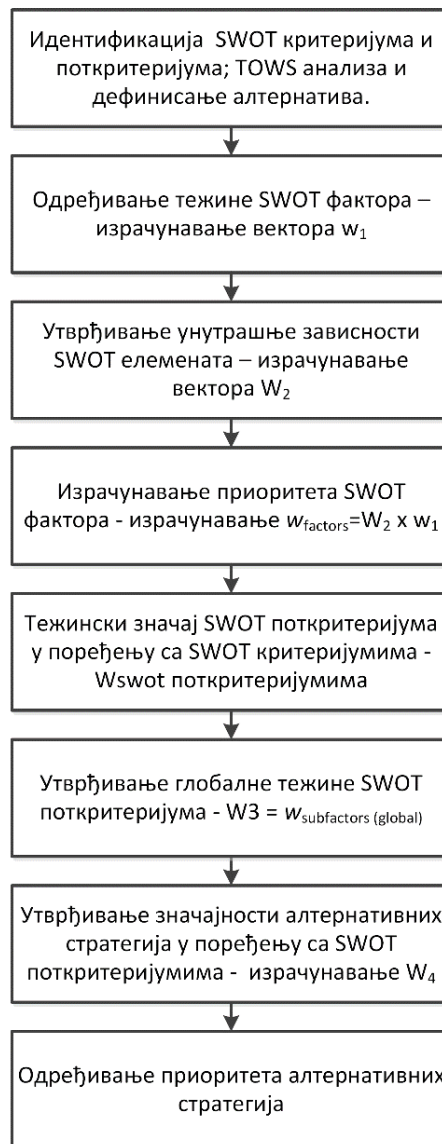 Идентификација SWOT критеријума и
поткритеријума; TOWS анализа и
дефинисање алтернатива.
Одређивање тежине SWOT фактора –
израчунавање вектора w₁
Утврђивање унутрашње зависности
SWOT елемената – израчунавање
вектора W₂
Израчунавање приоритета SWOT
фактора - израчунавање w_factors=W₂ x w₁
Тежински значај SWOT поткритеријума
у поређењу са SWOT критеријумима -
Wswot поткритеријумима
Утврђивање глобалне тежине SWOT
поткритеријума - W3 = w_subfactors (global)
Утврђивање значајности алтернативних
стратегија у поређењу са SWOT
поткритеријумима - израчунавање W₄
Одређивање приоритета алтернативних
стратегија